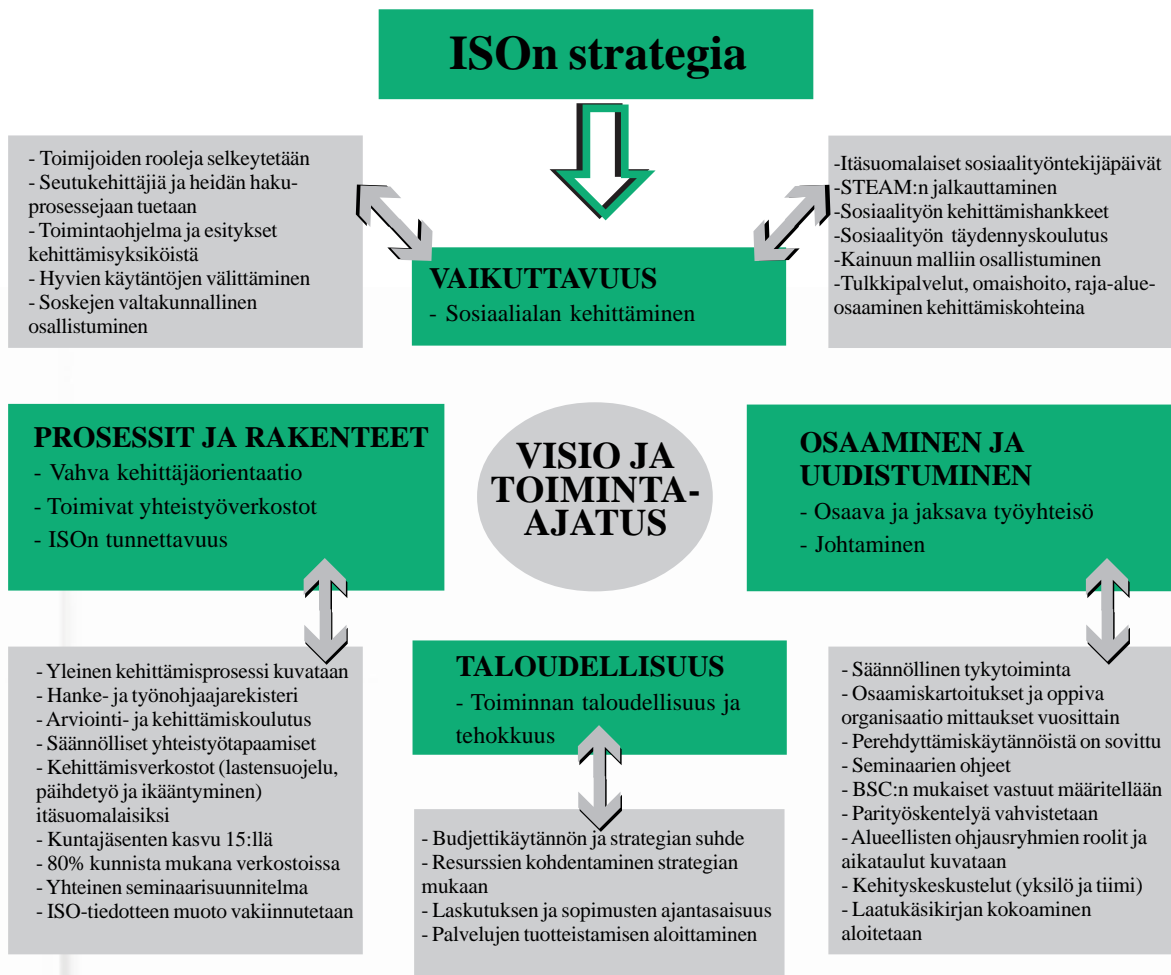 ISOn strategia
- Toimijoiden rooleja selkeytetään
- Seutukehittäjiä ja heidän haku-
prosessejaan tuetaan
- Toimintaohjelma ja esitykset
kehittämisyksiköistä
- Hyvien käytäntöjen välittäminen
- Soskejen valtakunnallinen
osallistuminen
VAIKUTTAVUUS
- Sosiaalialan kehittäminen
-Itäsuomalaiset sosiaalityöntekijäpäivät
-STEAM:n jalkauttaminen
-Sosiaalityön kehittämishankkeet
-Sosiaalityön täydennyskoulutus
-Kainuun malliin osallistuminen
-Tulkkipalvelut, omaishoito, raja-alue-
osaaminen kehittämiskohteina
PROSESSIT JA RAKENTEET
- Vahva kehittäjäorientaatio
- Toimivat yhteistyöverkostot
- ISOn tunnettavuus
VISIO JA
TOIMINTA-
AJATUS
OSAAMINEN JA
UUDISTUMINEN
- Osaava ja jaksava työyhteisö
- Johtaminen
- Yleinen kehittämisprosessi kuvataan
- Hanke- ja työnohjaajarekisteri
- Arviointi- ja kehittämiskoulutus
- Säännölliset yhteistyötapaamiset
- Kehittämisverkostot (lastensuojelu,
päihdetyö ja ikääntyminen)
itäsuomalaisiksi
- Kuntajäsenten kasvu 15:llä
- 80% kunnista mukana verkostoissa
- Yhteinen seminaarisuunnitelma
- ISO-tiedotteen muoto vakiinnutetaan
TALOUDELLISUUS
- Toiminnan taloudellisuus ja
tehokkuus
- Budjettikäytännön ja strategian suhde
- Resurssien kohdentaminen strategian
mukaan
- Laskutuksen ja sopimusten ajantasaisuus
- Palvelujen tuotteistamisen aloittaminen
- Säännöllinen tykytoiminta
- Osaamiskartoitukset ja oppiva
organisaatio mittaukset vuosittain
- Perehdyttämiskäytännöistä on sovittu
- Seminaarien ohjeet
- BSC:n mukaiset vastuut määritellään
- Parityöskentelyä vahvistetaan
- Alueellisten ohjausryhmien roolit ja
aikataulut kuvataan
- Kehityskeskustelut (yksilö ja tiimi)
- Laatukäsikirjan kokoaminen
aloitetaan